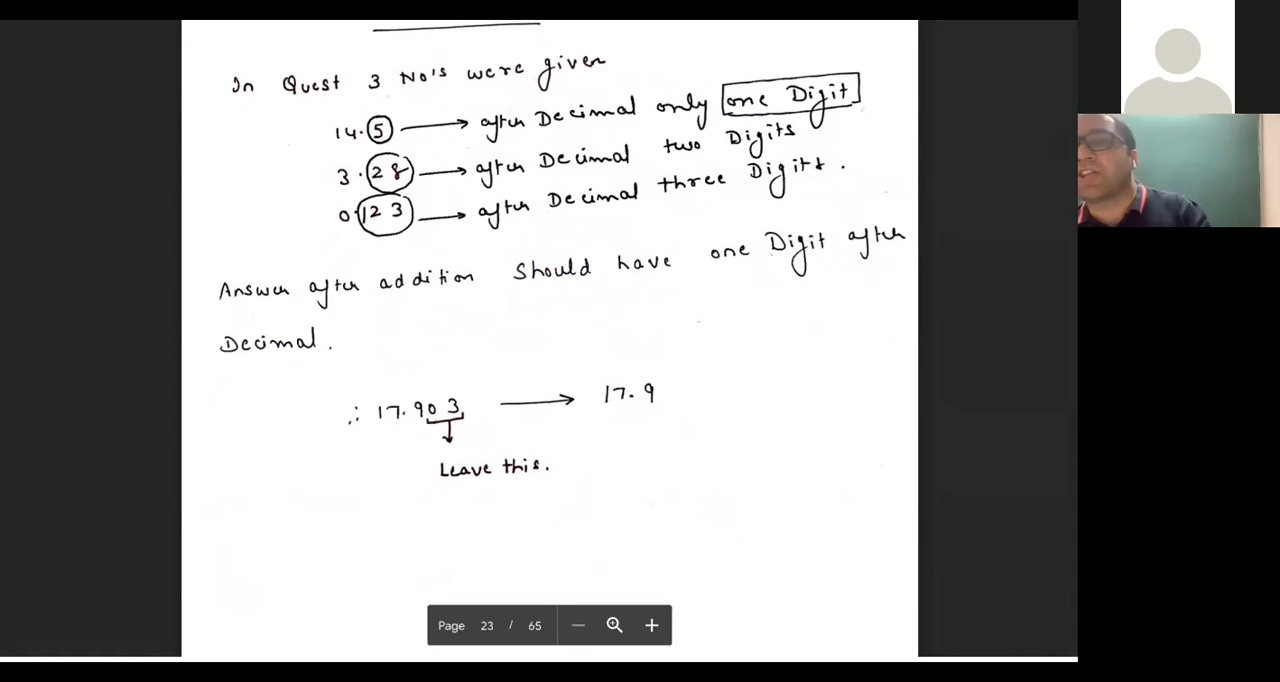 In Quest 3 No's were given
14.5 → after Decimal only one Digit
3.28 → after Decimal two Digits
0.123 → after Decimal three Digits.
Answer after addition Should have one Digit after
Decimal.
∴ 17.903 → 17.9
Leave this.
Page 23 / 65